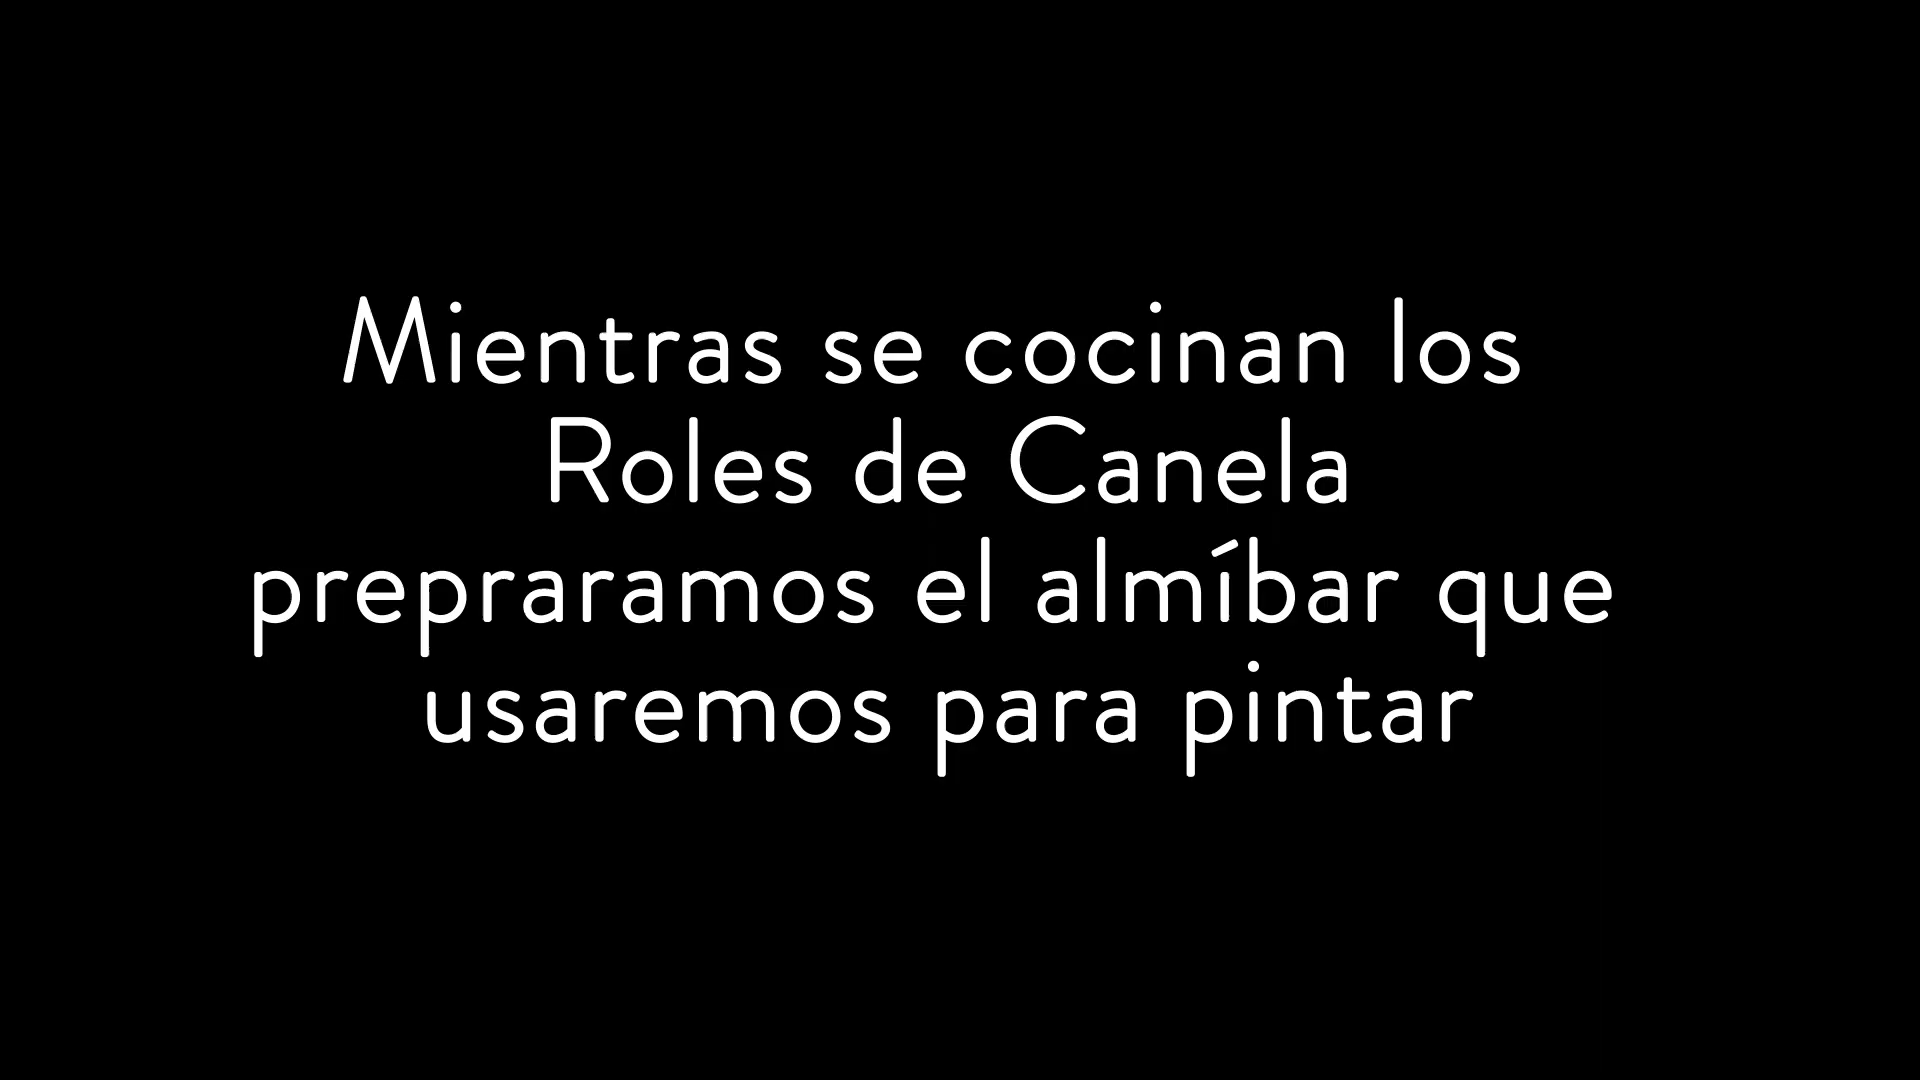 Mientras se cocinan los
Roles de Canela
prepraramos el almíbar que
usaremos para pintar